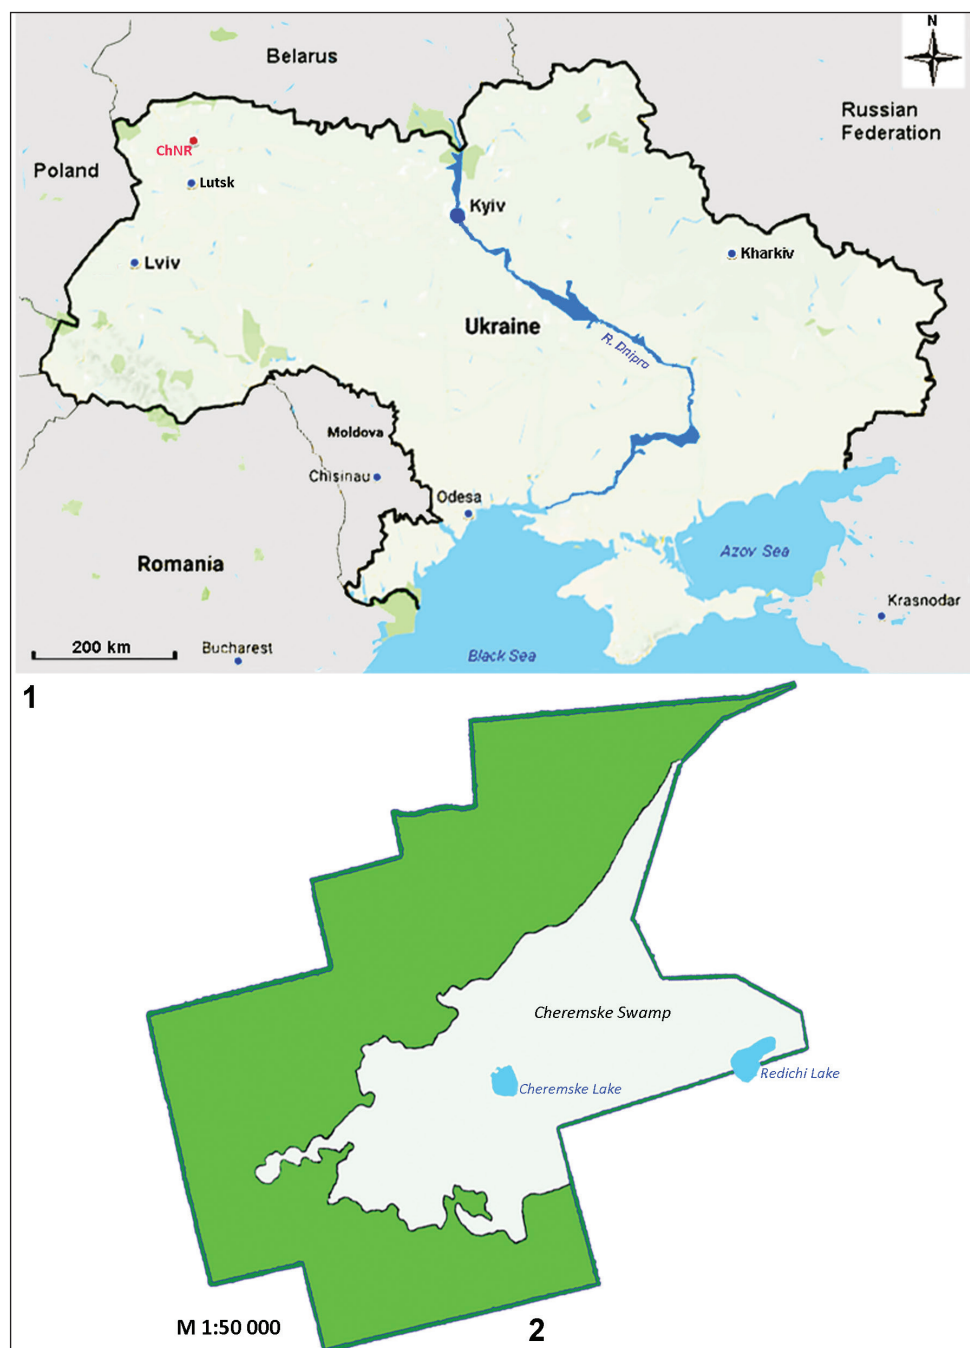 N
Belarus
Russian
Federation
ChNR
Poland
Lutsk
Kyiv
Kharkiv
Lviv
Ukraine
R. Dnipro
Moldova
Chisinau
Odesa
Azov Sea
Romania
Krasnodar
200 km
Bucharest
Black Sea
1
Cheremske Swamp
Redichi Lake
Cheremske Lake
M 1:50 000
2